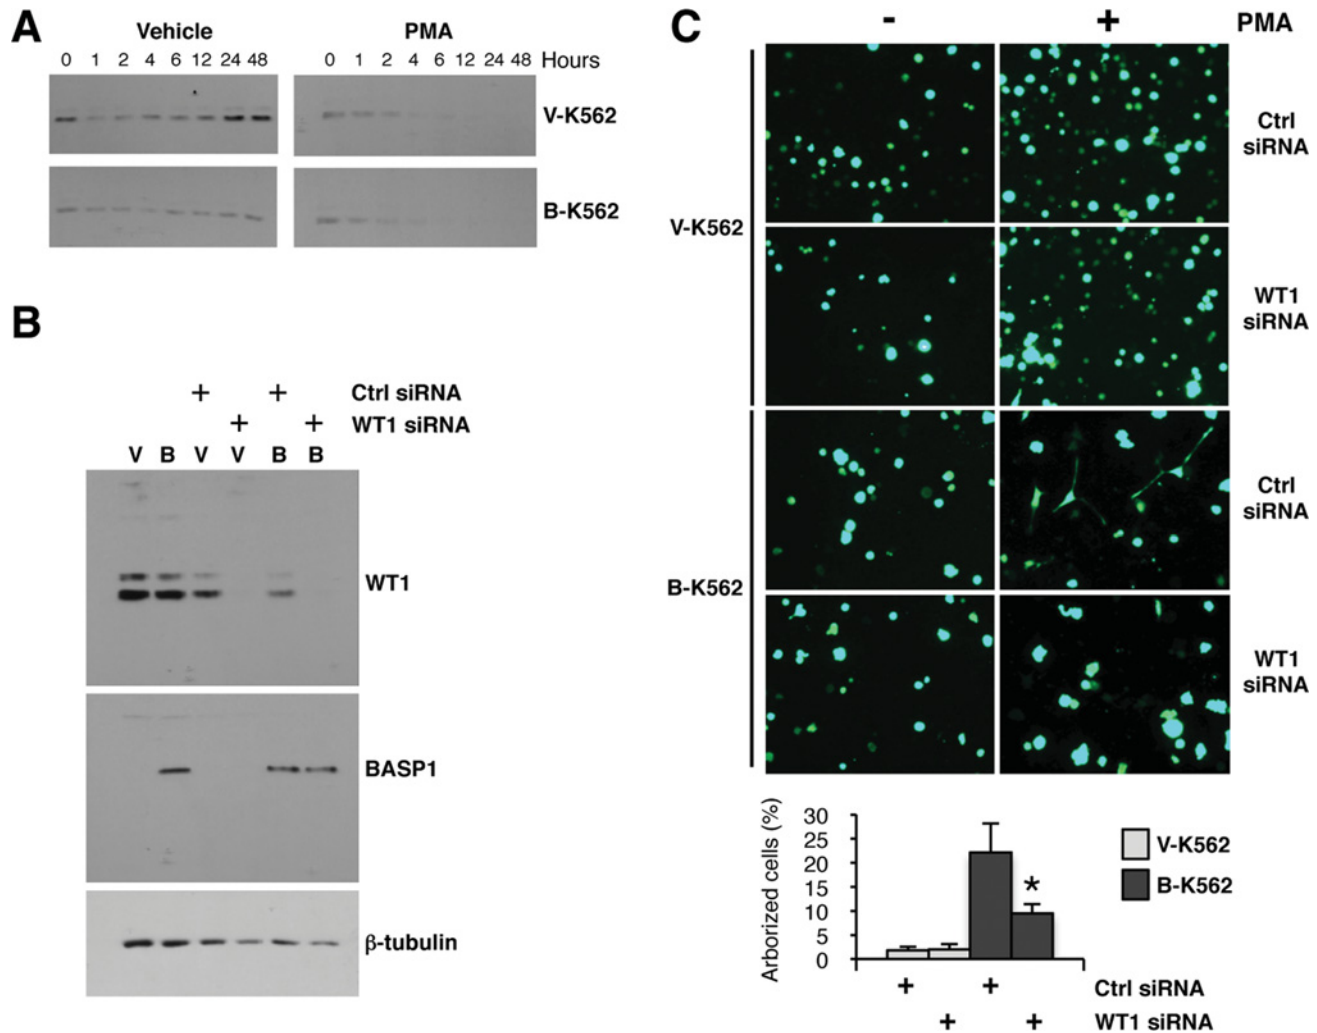 A
Vehicle
PMA
0 1 2 4 6 12 24 48
0 1 2 4 6 12 24 48
Hours
V-K562
B-K562
B
+ + Ctrl siRNA
+ + WT1 siRNA
V B V V B B
WT1
BASP1
β-tubulin
C
- + PMA
V-K562
Ctrl
siRNA
WT1
siRNA
B-K562
Ctrl
siRNA
WT1
siRNA
Arborized cells (%)
30
25
20
15
10
5
0
*
V-K562
B-K562
+ + Ctrl siRNA
+ + WT1 siRNA